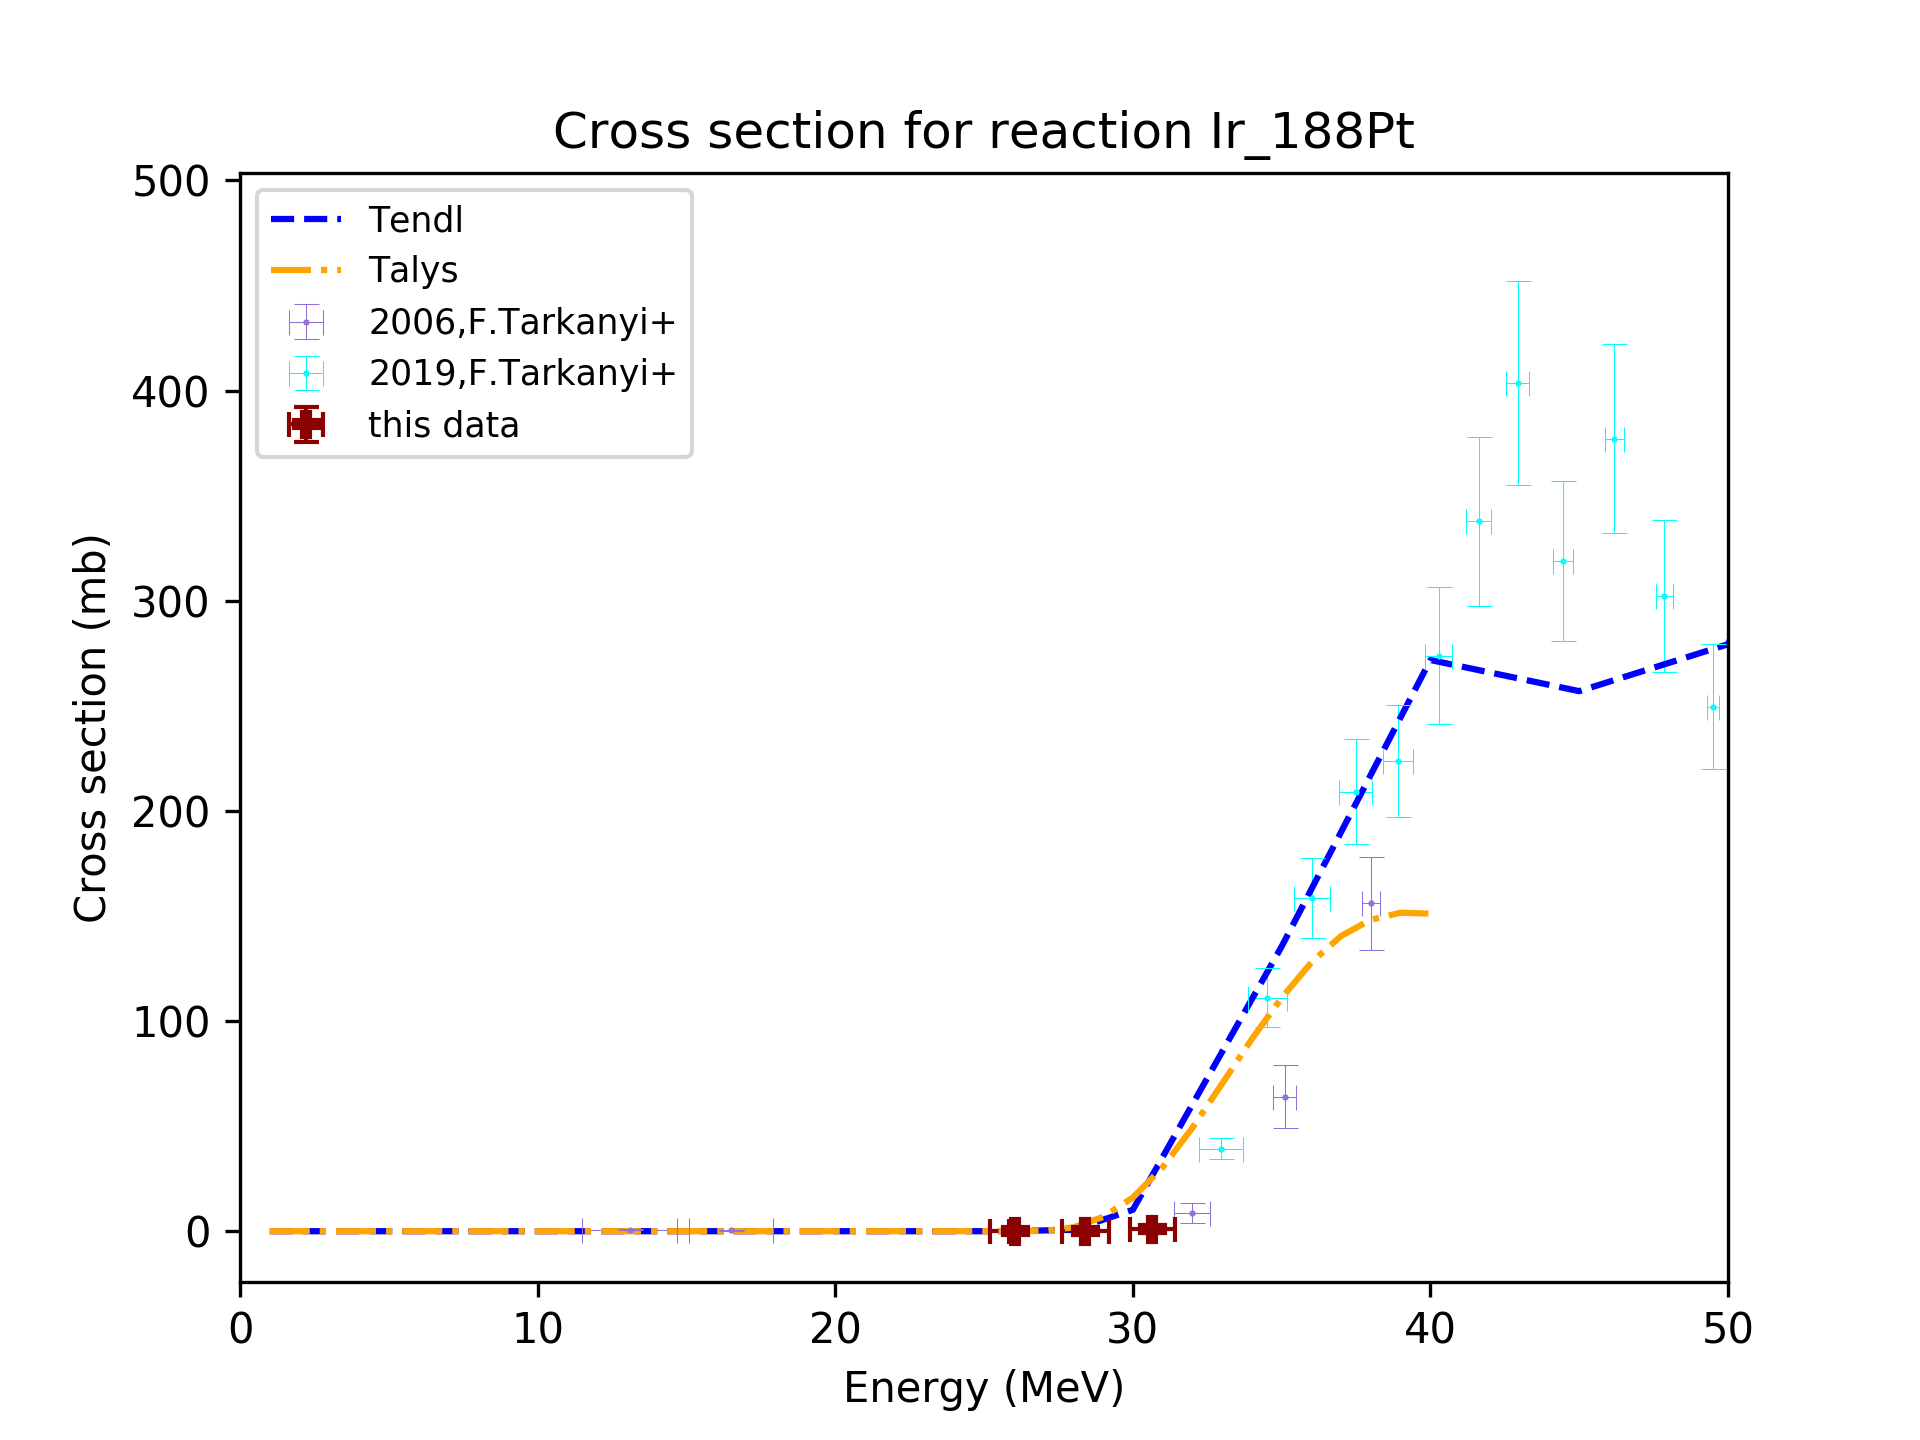 Cross section for reaction Ir_188Pt
500
400
300
200
100
0
Cross section (mb)
Tendl
Talys
2006,F.Tarkanyi+
2019,F.Tarkanyi+
this data
0 10 20 30 40 50
Energy (MeV)